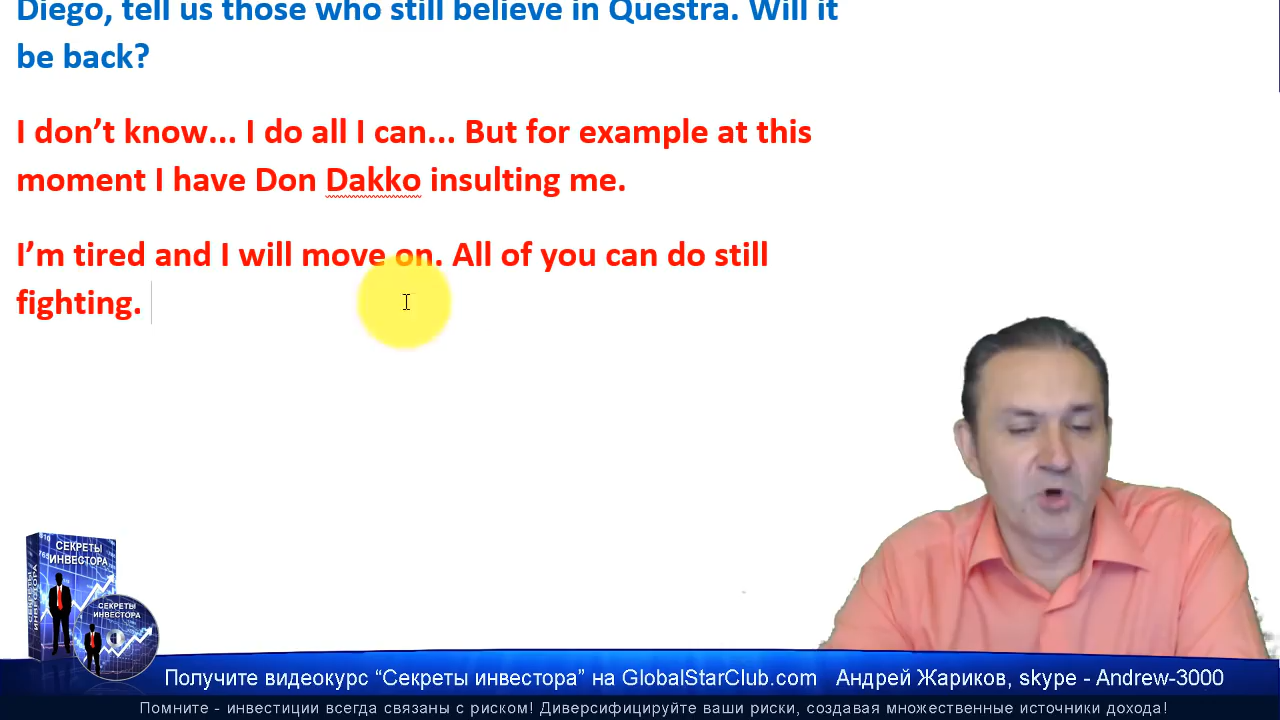 Diego, tell us those who still believe in Questra. Will it
be back?
I don’t know... I do all I can... But for example at this
moment I have Don Dakko insulting me.
I’m tired and I will move on. All of you can do still
fighting.
СЕКРЕТЫ
ИНВЕСТОРА
СЕКРЕТЫ
ИНВЕСТОРА
СЕКРЕТЫ
ИНВЕСТОРА
Получите видеокурс “Секреты инвестора” на GlobalStarClub.com Андрей Жариков, skype - Andrew-3000
Помните - инвестиции всегда связаны с риском! Диверсифицируйте ваши риски, создавая множественные источники дохода!